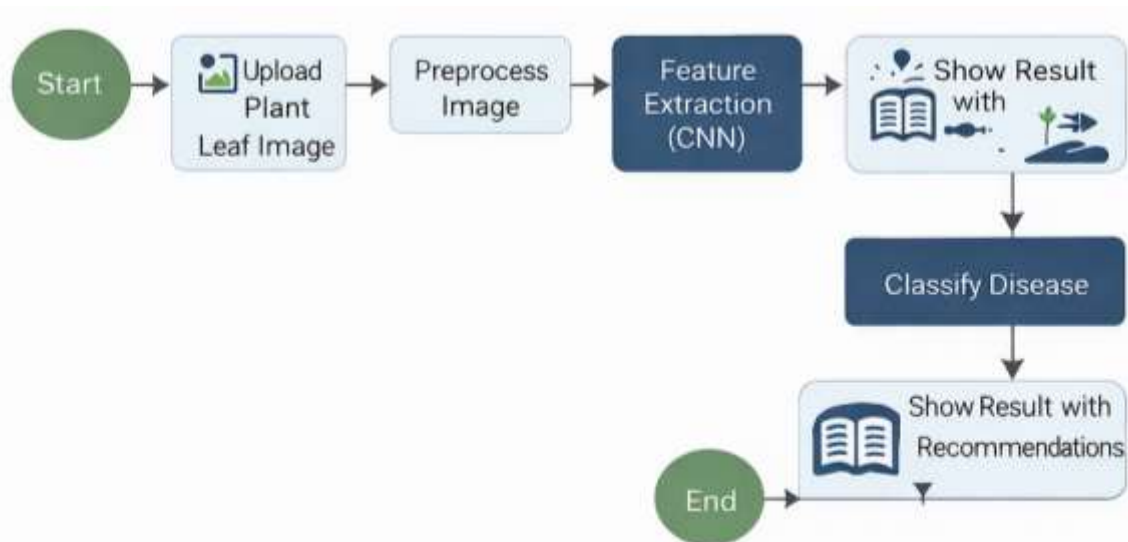 Start
Upload
Plant
Leaf Image
Preprocess
Image
Feature
Extraction
(CNN)
Show Result
with
Classify Disease
Show Result with
Recommendations
End